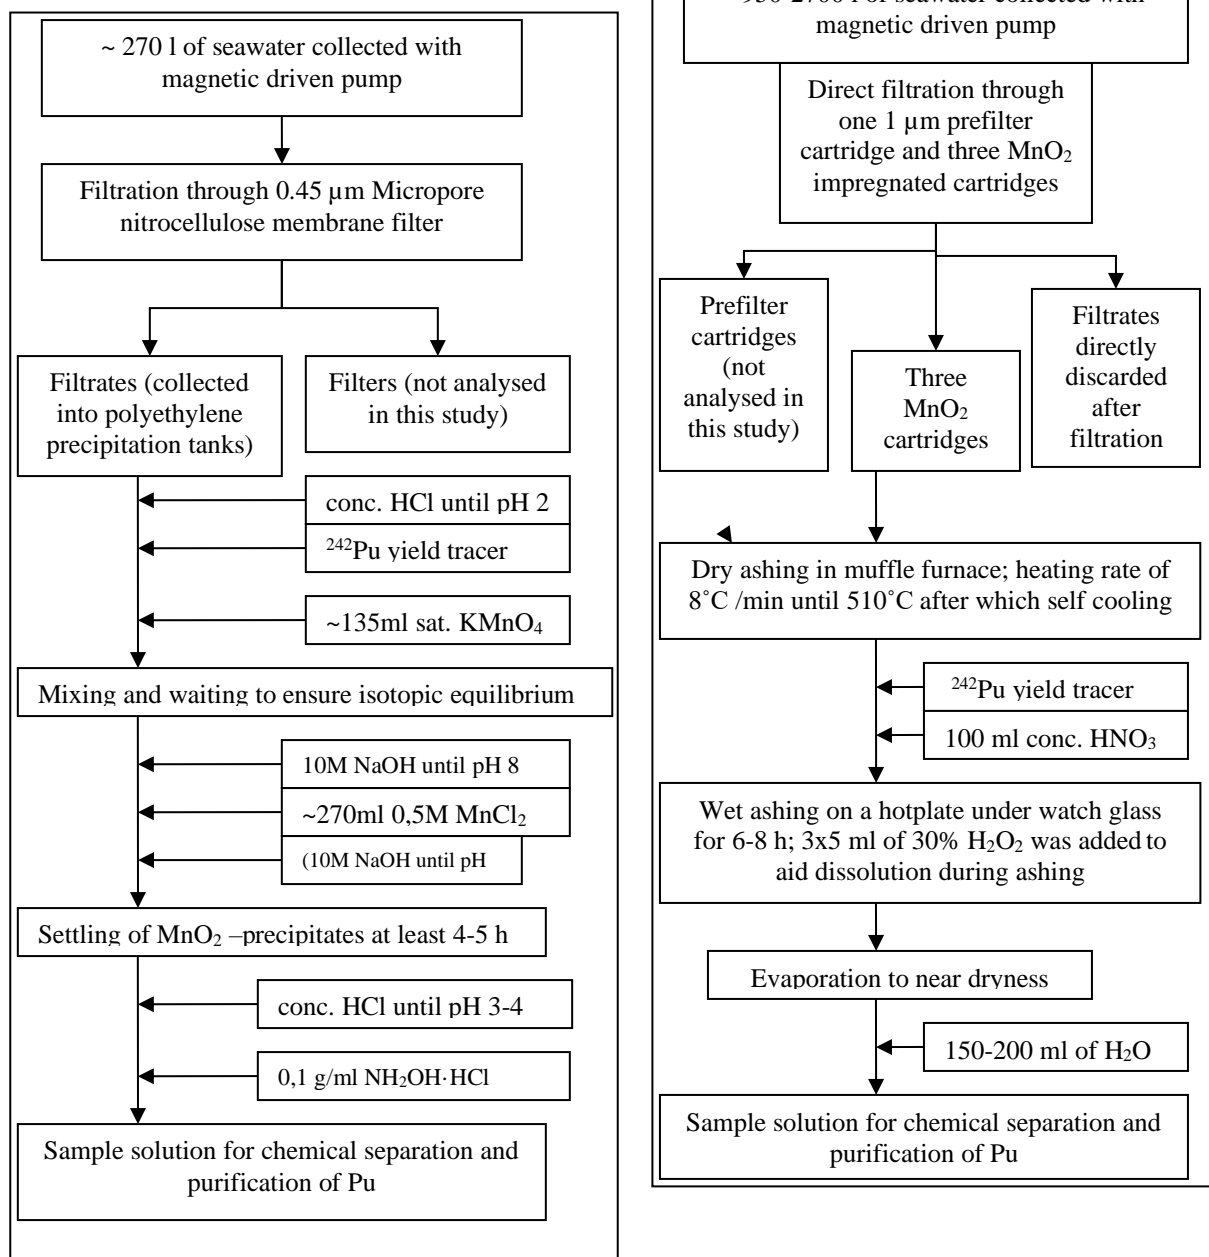 ~ 270 l of seawater collected with
magnetic driven pump
Filtration through 0.45 µm Micropore
nitrocellulose membrane filter
Filtrates (collected
into polyethylene
precipitation tanks)
Filters (not analysed
in this study)
conc. HCl until pH 2
²⁴²Pu yield tracer
~135ml sat. KMnO₄
Mixing and waiting to ensure isotopic equilibrium
10M NaOH until pH 8
~270ml 0,5M MnCl₂
(10M NaOH until pH
Settling of MnO₂ –precipitates at least 4-5 h
conc. HCl until pH 3-4
0,1 g/ml NH₂OH·HCl
Sample solution for chemical separation and
purification of Pu
l of seawater collected with
magnetic driven pump
Direct filtration through
one 1 µm prefilter
cartridge and three MnO₂
impregnated cartridges
Prefilter
cartridges
(not
analysed in
this study)
Three
MnO₂
cartridges
Filtrates
directly
discarded
after
filtration
Dry ashing in muffle furnace; heating rate of
8˚C /min until 510˚C after which self cooling
²⁴²Pu yield tracer
100 ml conc. HNO₃
Wet ashing on a hotplate under watch glass
for 6-8 h; 3x5 ml of 30% H₂O₂ was added to
aid dissolution during ashing
Evaporation to near dryness
150-200 ml of H₂O
Sample solution for chemical separation and
purification of Pu